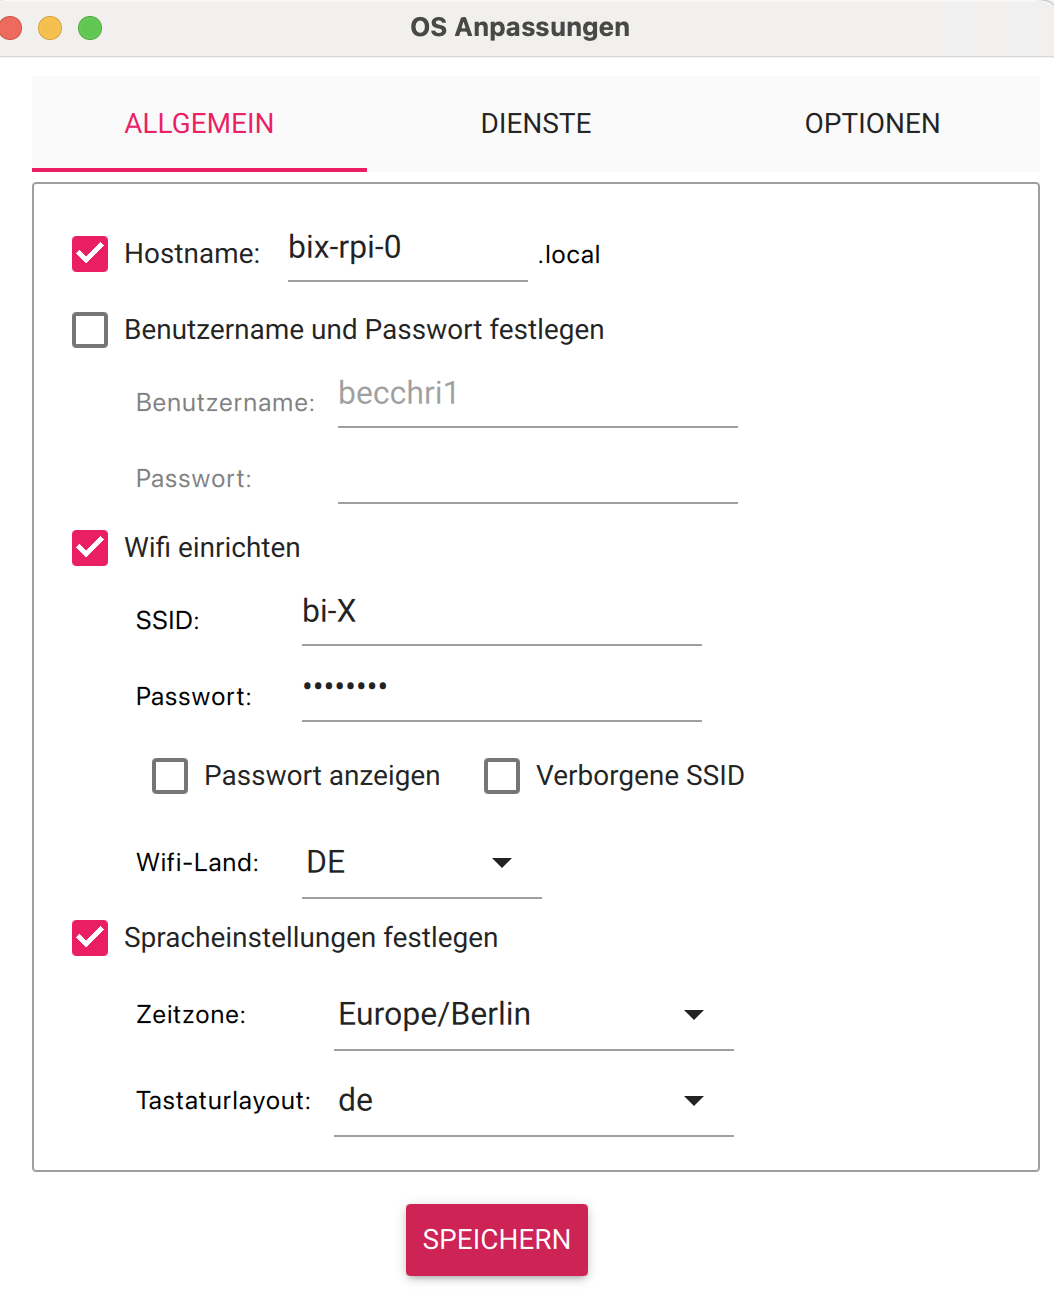 OS Anpassungen
ALLGEMEIN DIENSTE OPTIONEN
Hostname: bix-rpi-0 .local
Benutzername und Passwort festlegen
Benutzername: becchri1
Passwort:
Wifi einrichten
SSID: bi-X
Passwort: ••••••••
Passwort anzeigen Verborgene SSID
Wifi-Land: DE
Spracheinstellungen festlegen
Zeitzone: Europe/Berlin
Tastaturlayout: de
SPEICHERN